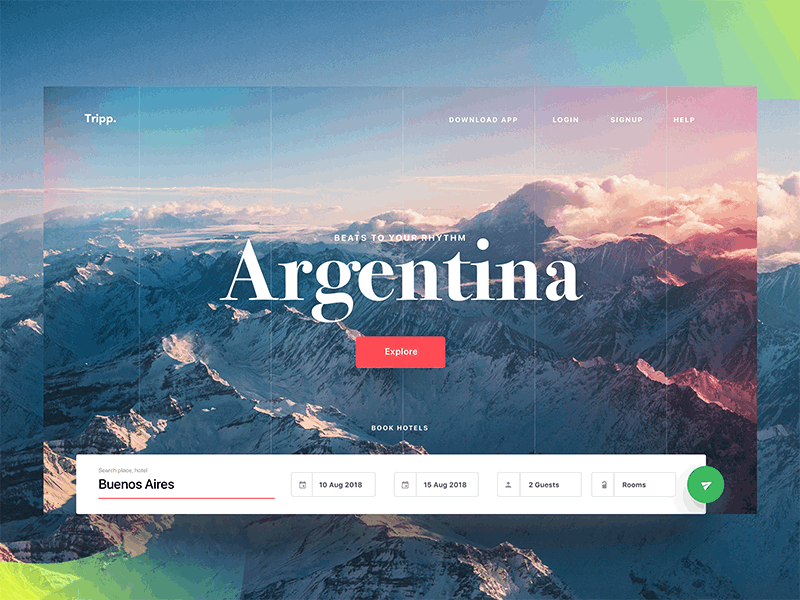 Tripp.
DOWNLOAD APP LOGIN SIGNUP HELP
BEATS TO YOUR RHYTHM
Argentina
Explore
BOOK HOTELS
Search place, hotel
Buenos Aires
10 Aug 2018
15 Aug 2018
2 Guests
Rooms